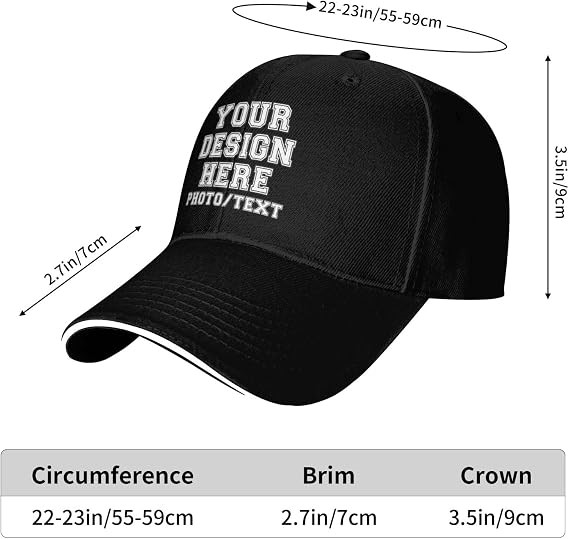 22-23in/55-59cm
YOUR
DESIGN
HERE
PHOTO/TEXT
3.5in/9cm
2.7in/7cm
Circumference Brim Crown
22-23in/55-59cm 2.7in/7cm 3.5in/9cm